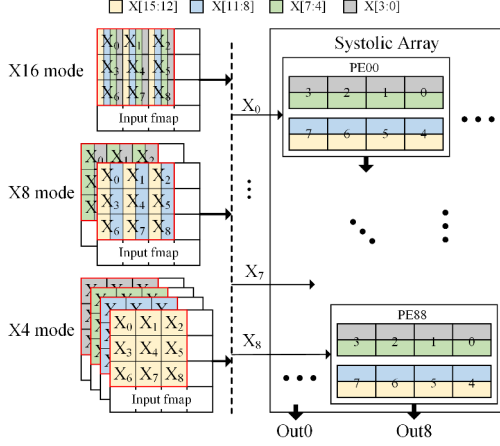 X[15:12] X[11:8] X[7:4] X[3:0]
X16 mode
X0 X1 X2
X3 X4 X5
X6 X7 X8
Input fmap
X8 mode
X0 X1 X2
X0 X1 X2
X3 X4 X5
X6 X7 X8
Input fmap
X4 mode
X0 X1 X2
X3 X4 X5
X6 X7 X8
Input fmap
X0
X7
X8
Systolic Array
PE00
3 2 1 0
7 6 5 4
PE88
3 2 1 0
7 6 5 4
Out0 Out8